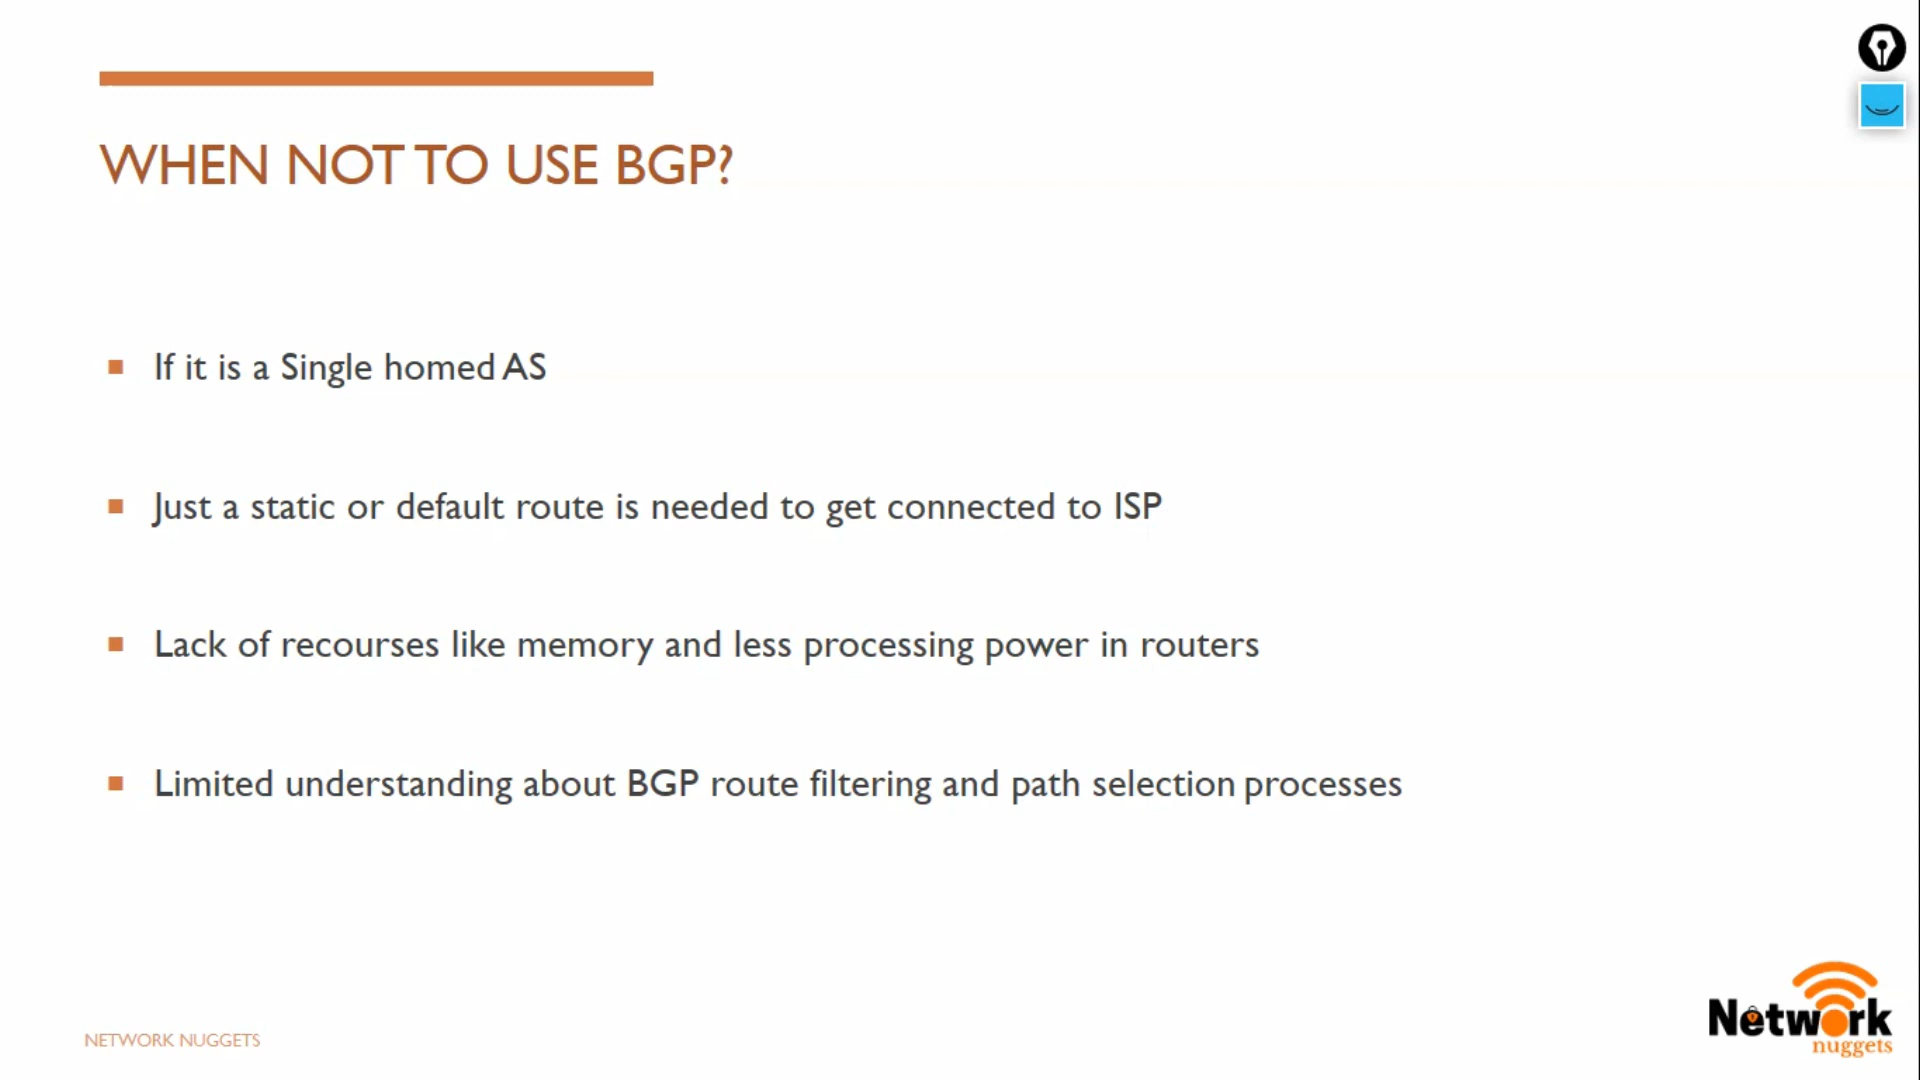 WHEN NOT TO USE BGP?
If it is a Single homed AS
Just a static or default route is needed to get connected to ISP
Lack of recourses like memory and less processing power in routers
Limited understanding about BGP route filtering and path selection processes
NETWORK NUGGETS
Network
nuggets